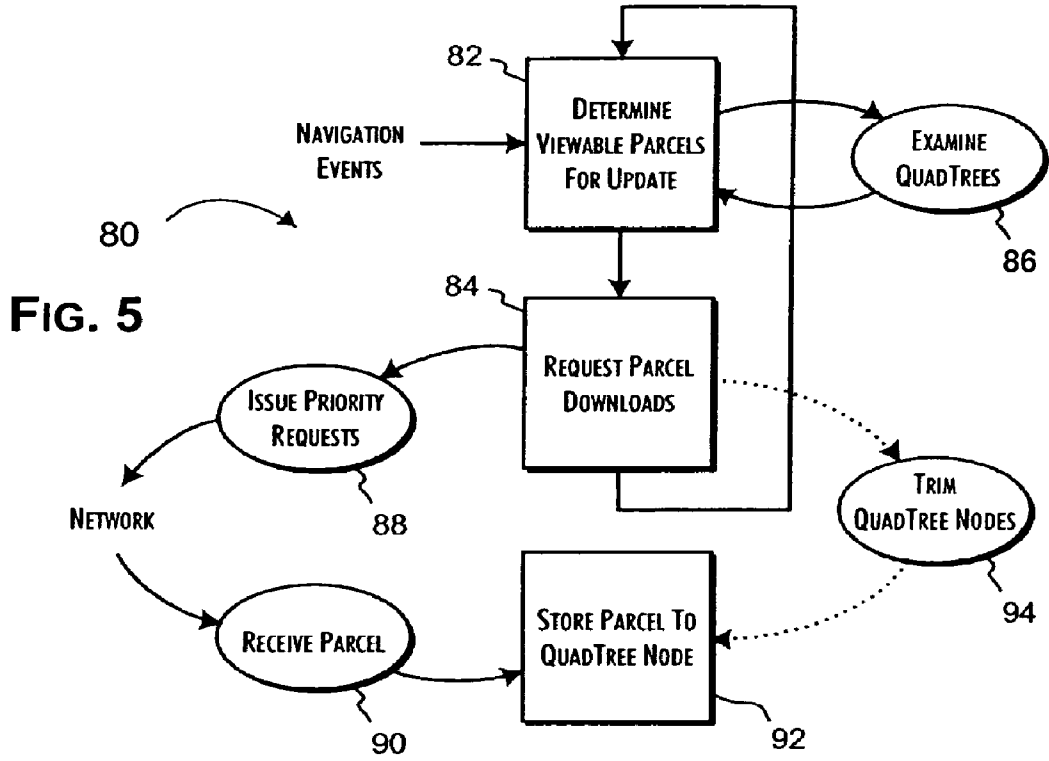 82
DETERMINE
VIEWABLE PARCELS
FOR UPDATE
NAVIGATION
EVENTS
EXAMINE
QUADTREES
86
80
FIG. 5
84
REQUEST PARCEL
DOWNLOADS
ISSUE PRIORITY
REQUESTS
88
NETWORK
TRIM
QUADTREE NODES
94
STORE PARCEL TO
QUADTREE NODE
92
RECEIVE PARCEL
90